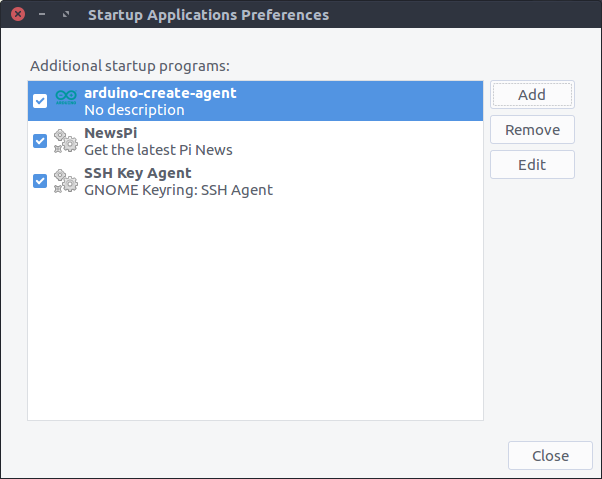 Startup Applications Preferences
Additional startup programs:
arduino-create-agent
No description
NewsPi
Get the latest Pi News
SSH Key Agent
GNOME Keyring: SSH Agent
Add
Remove
Edit
Close